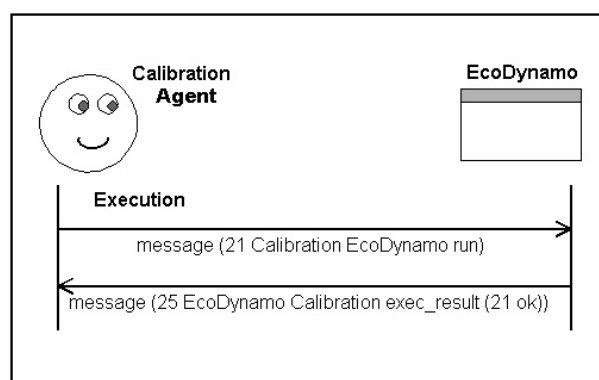 Calibration
Agent
EcoDynamo
Execution
message (21 Calibration EcoDynamo run)
message (25 EcoDynamo Calibration exec_result (21 ok))